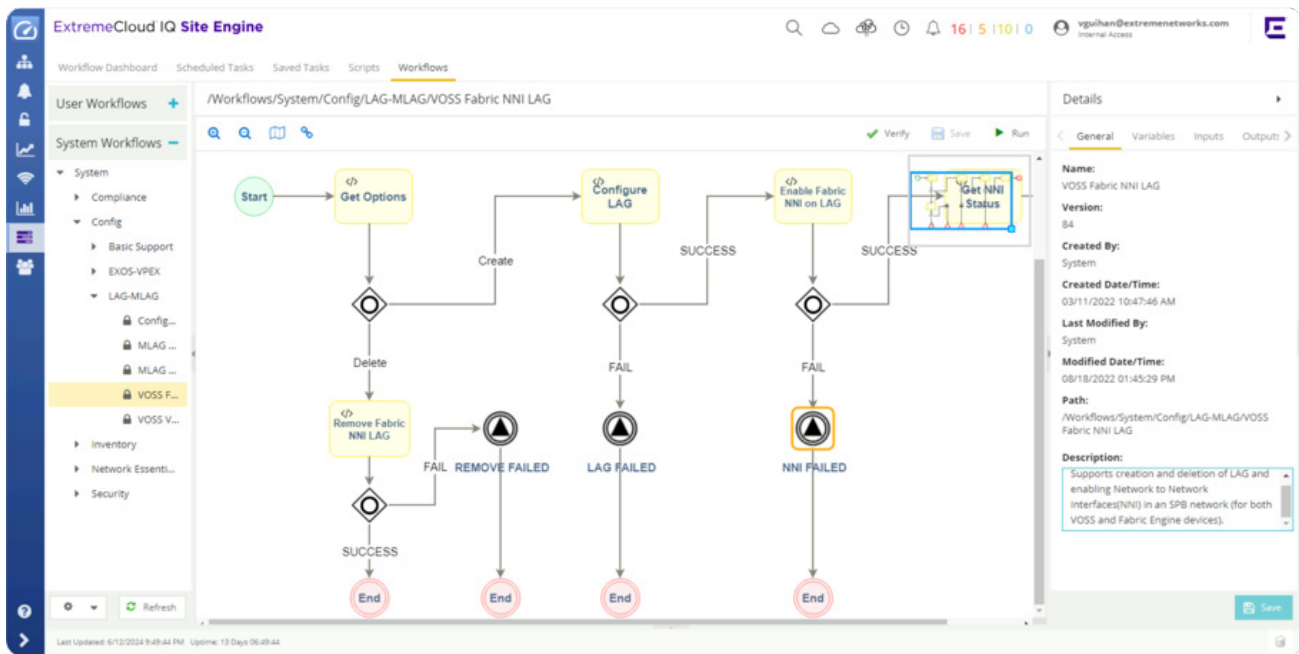 ExtremeCloud IQ Site Engine
16 | 5 | 10 | 0
vguihan@extremenetworks.com
Internal Access
Workflow Dashboard
Scheduled Tasks
Saved Tasks
Scripts
Workflows
User Workflows +
System Workflows −
System
Compliance
Config
Basic Support
EXOS-VPEX
LAG-MLAG
Config...
MLAG ...
MLAG ...
VOSS F...
VOSS V...
Inventory
Network Essenti...
Security
Refresh
/Workflows/System/Config/LAG-MLAG/VOSS Fabric NNI LAG
Verify
Save
Run
Start
Get Options
Configure
LAG
Enable Fabric
NNI on LAG
Get NNI
Status
Create
SUCCESS
SUCCESS
Delete
FAIL
FAIL
Remove Fabric
NNI LAG
FAIL
REMOVE FAILED
LAG FAILED
NNI FAILED
SUCCESS
End
End
End
End
Details
General
Variables
Inputs
Outputs
Name:
VOSS Fabric NNI LAG
Version:
84
Created By:
System
Created Date/Time:
03/11/2022 10:47:46 AM
Last Modified By:
System
Modified Date/Time:
08/18/2022 01:45:29 PM
Path:
/Workflows/System/Config/LAG-MLAG/VOSS
Fabric NNI LAG
Description:
Supports creation and deletion of LAG and
enabling Network to Network
Interfaces(NNI) in an SPB network (for both
VOSS and Fabric Engine devices).
Save
Last Updated: 6/12/2024 9:49:44 PM Uptime: 13 Days 06:49:44